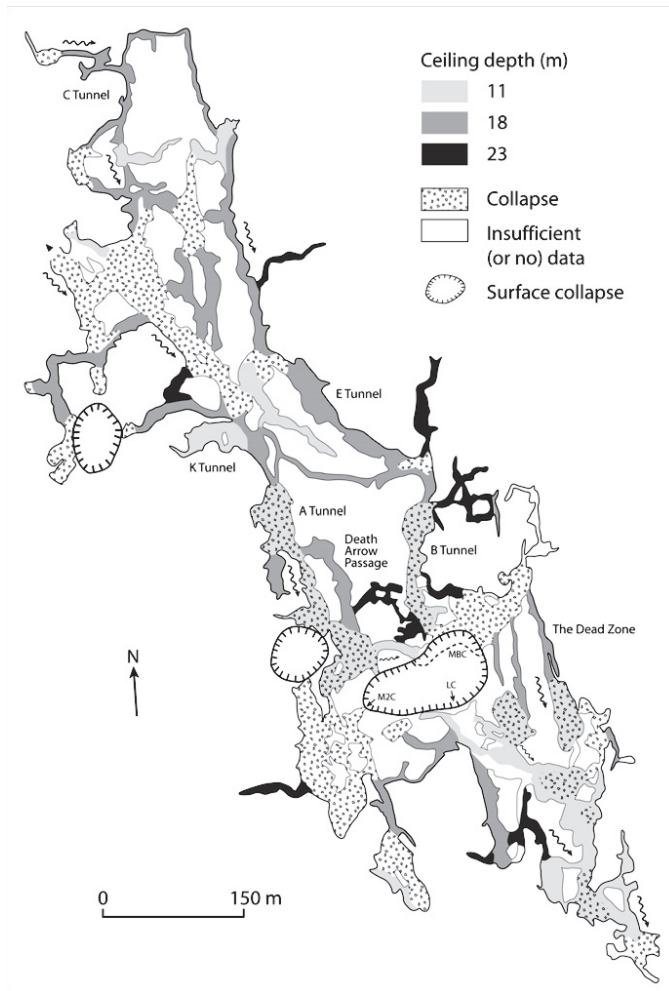 Ceiling depth (m)
11
18
23
Collapse
Insufficient
(or no) data
Surface collapse
C Tunnel
E Tunnel
K Tunnel
A Tunnel
Death
Arrow
Passage
B Tunnel
The Dead Zone
MBC
LC
M2C
N
0
150 m